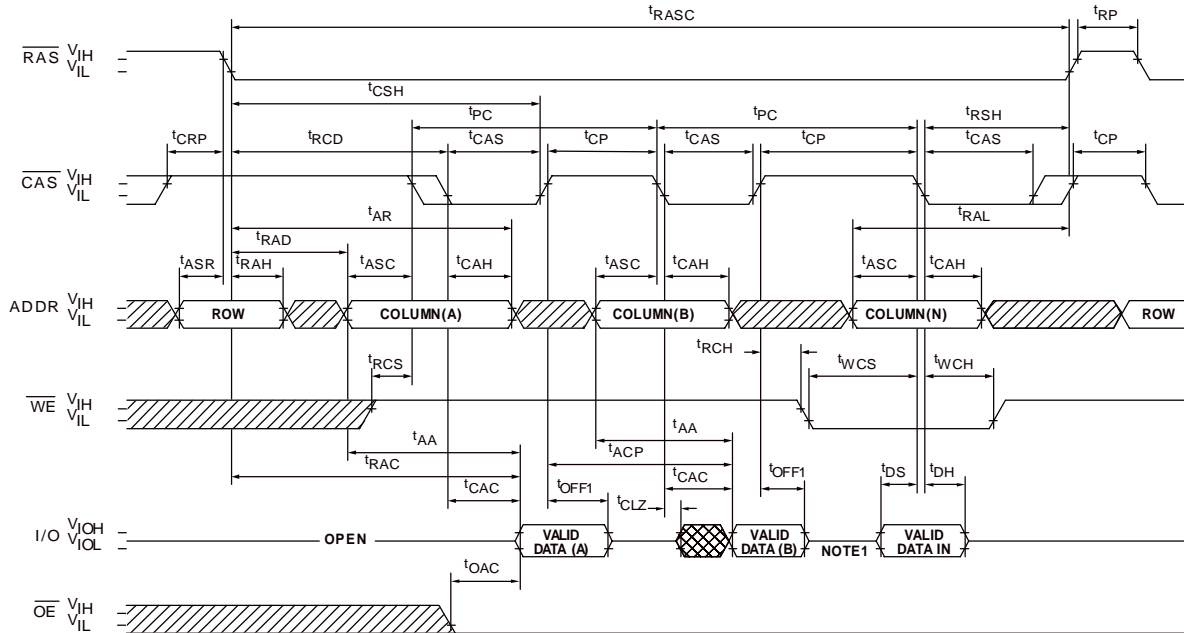 tRASC tRP
RAS VIH
VIL
tCSH
tPC tPC tRSH
tCRP tRCD tCAS tCP tCAS tCP tCAS tCP
CAS VIH
VIL
tAR tRAL
tRAD
tASR tRAH tASC tCAH tASC tCAH tASC tCAH
ADDR VIH
VIL
ROW COLUMN(A) COLUMN(B) COLUMN(N) ROW
tRCH
tRCS tWCS tWCH
WE VIH
VIL
tAA tAA
tRAC tACP
tCAC tOFF1 tCAC tOFF1 tDS tDH
tCLZ
I/O VIOH
VIOL
OPEN VALID DATA (A) VALID DATA (B) NOTE1 VALID DATA IN
tOAC
OE VIH
VIL